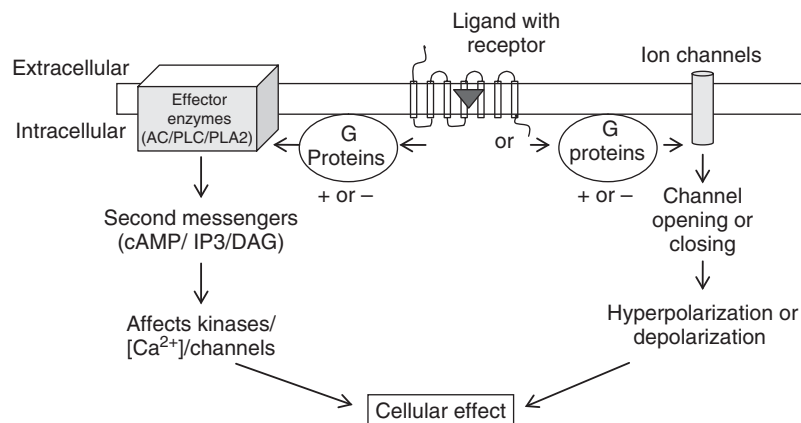 Ligand with
receptor
Ion channels
Extracellular
Intracellular
Effector
enzymes
(AC/PLC/PLA2)
G
Proteins
+ or –
or
G
proteins
+ or –
Second messengers
(cAMP/ IP3/DAG)
Channel
opening or
closing
Affects kinases/
[Ca²⁺]/channels
Hyperpolarization or
depolarization
Cellular effect